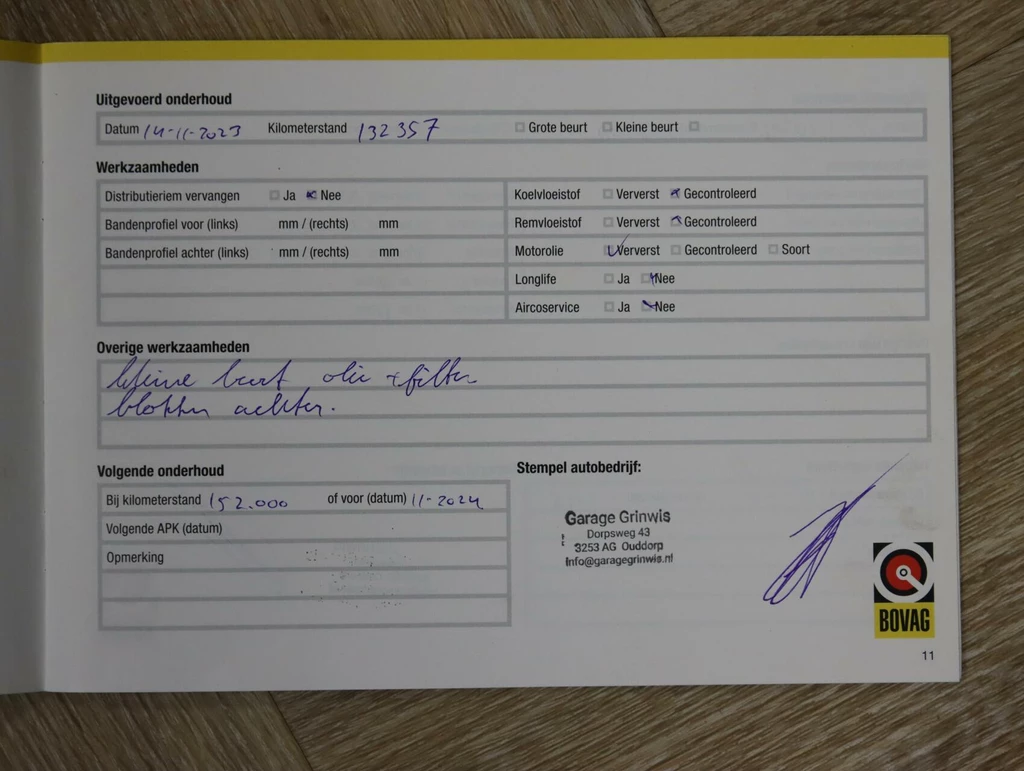 Uitgevoerd onderhoud
Datum 14-11-2023 Kilometerstand 132357 Grote beurt Kleine beurt
Werkzaamheden
Distributieriem vervangen Ja Nee Koelvloeistof Ververst Gecontroleerd
Bandenprofiel voor (links) mm / (rechts) mm Remvloeistof Ververst Gecontroleerd
Bandenprofiel achter (links) mm / (rechts) mm Motorolie Ververst Gecontroleerd Soort
Longlife Ja Nee
Aircoservice Ja Nee
Overige werkzaamheden
kleine beurt olie + filter
blokken achter.
Volgende onderhoud Stempel autobedrijf:
Bij kilometerstand 152.000 of voor (datum) 11-2024
Volgende APK (datum)
Opmerking
Garage Grinwis
Dorpsweg 43
3253 AG Ouddorp
Info@garagegrinwis.nl
BOVAG
11